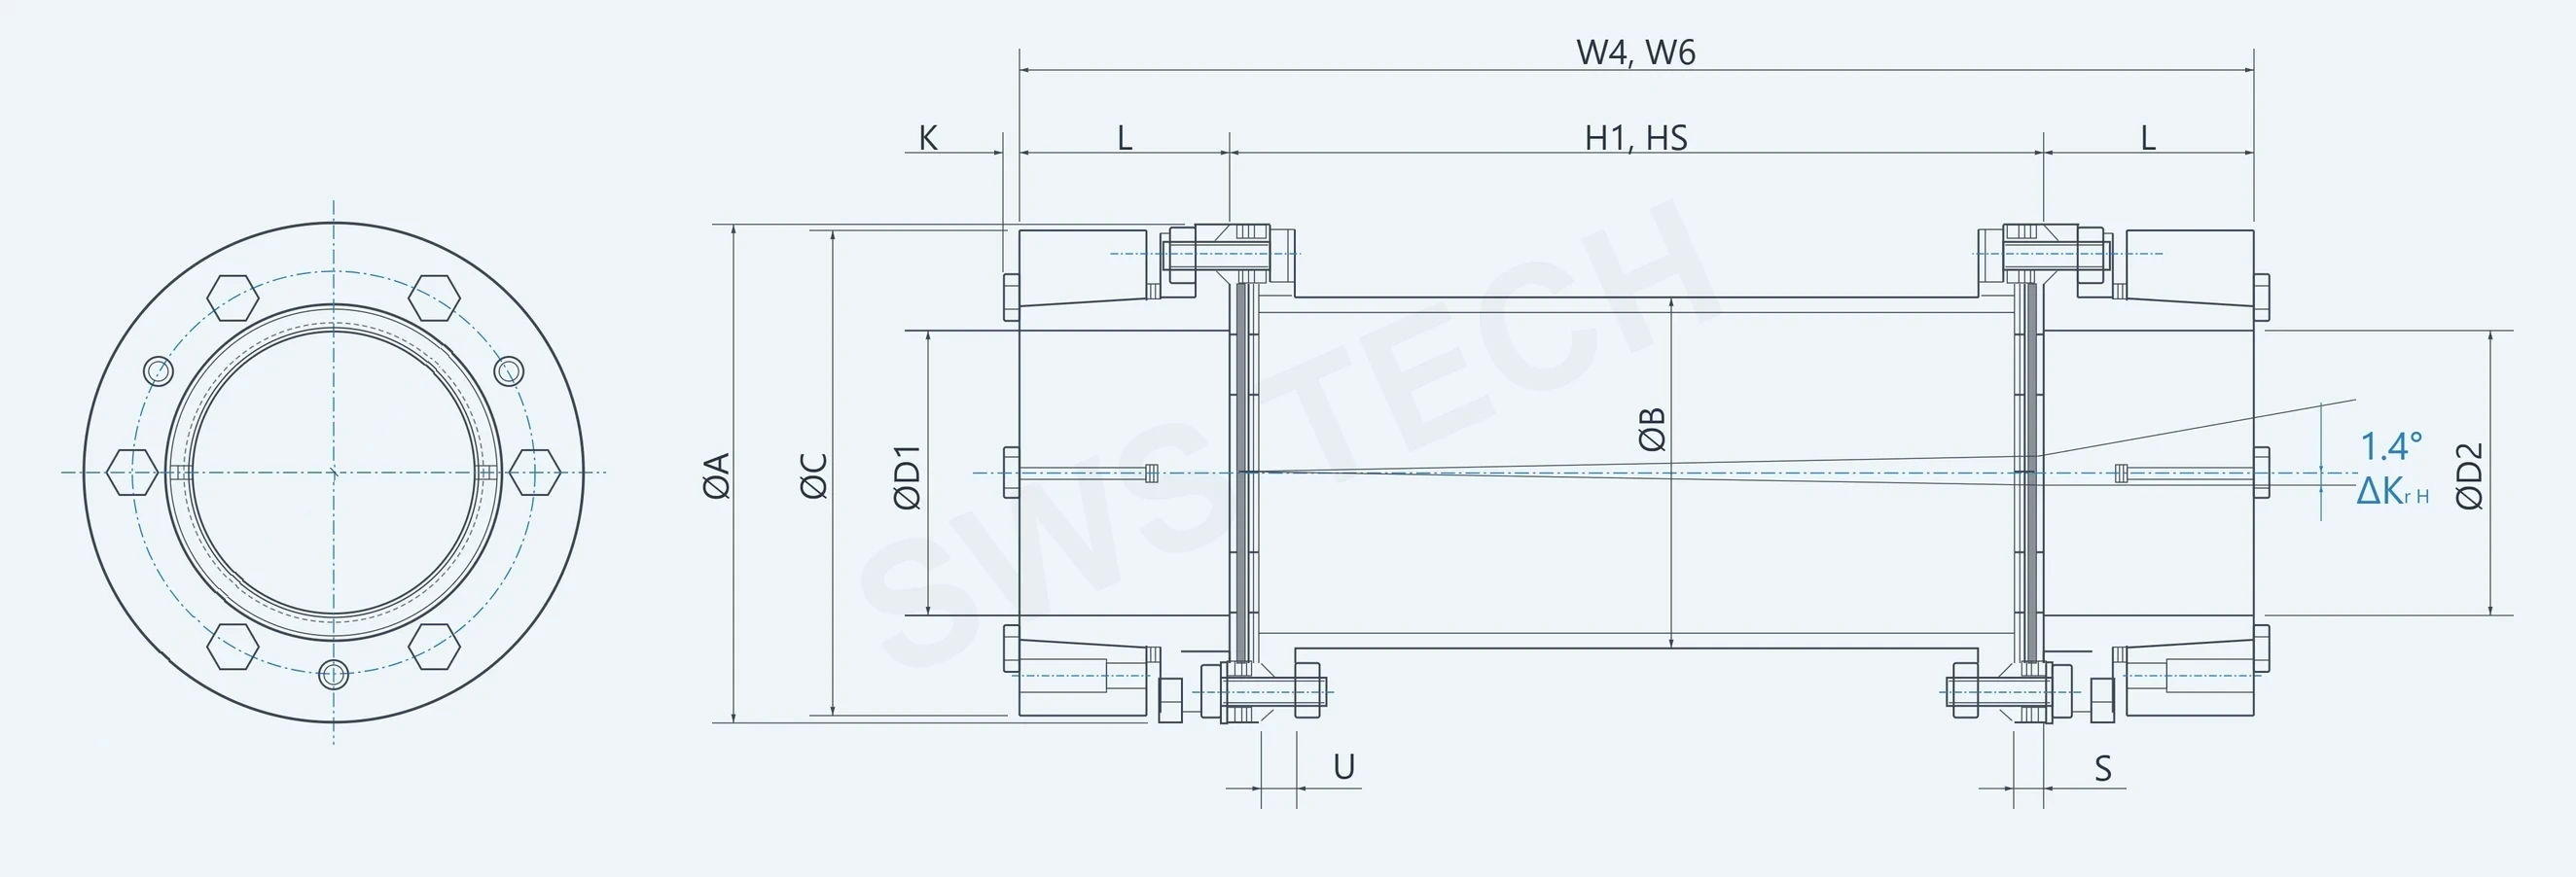 W4, W6
K
L
H1, HS
L
ØA
ØC
ØD1
ØB
1.4°
ΔKr H
ØD2
SWS TECH
U
S